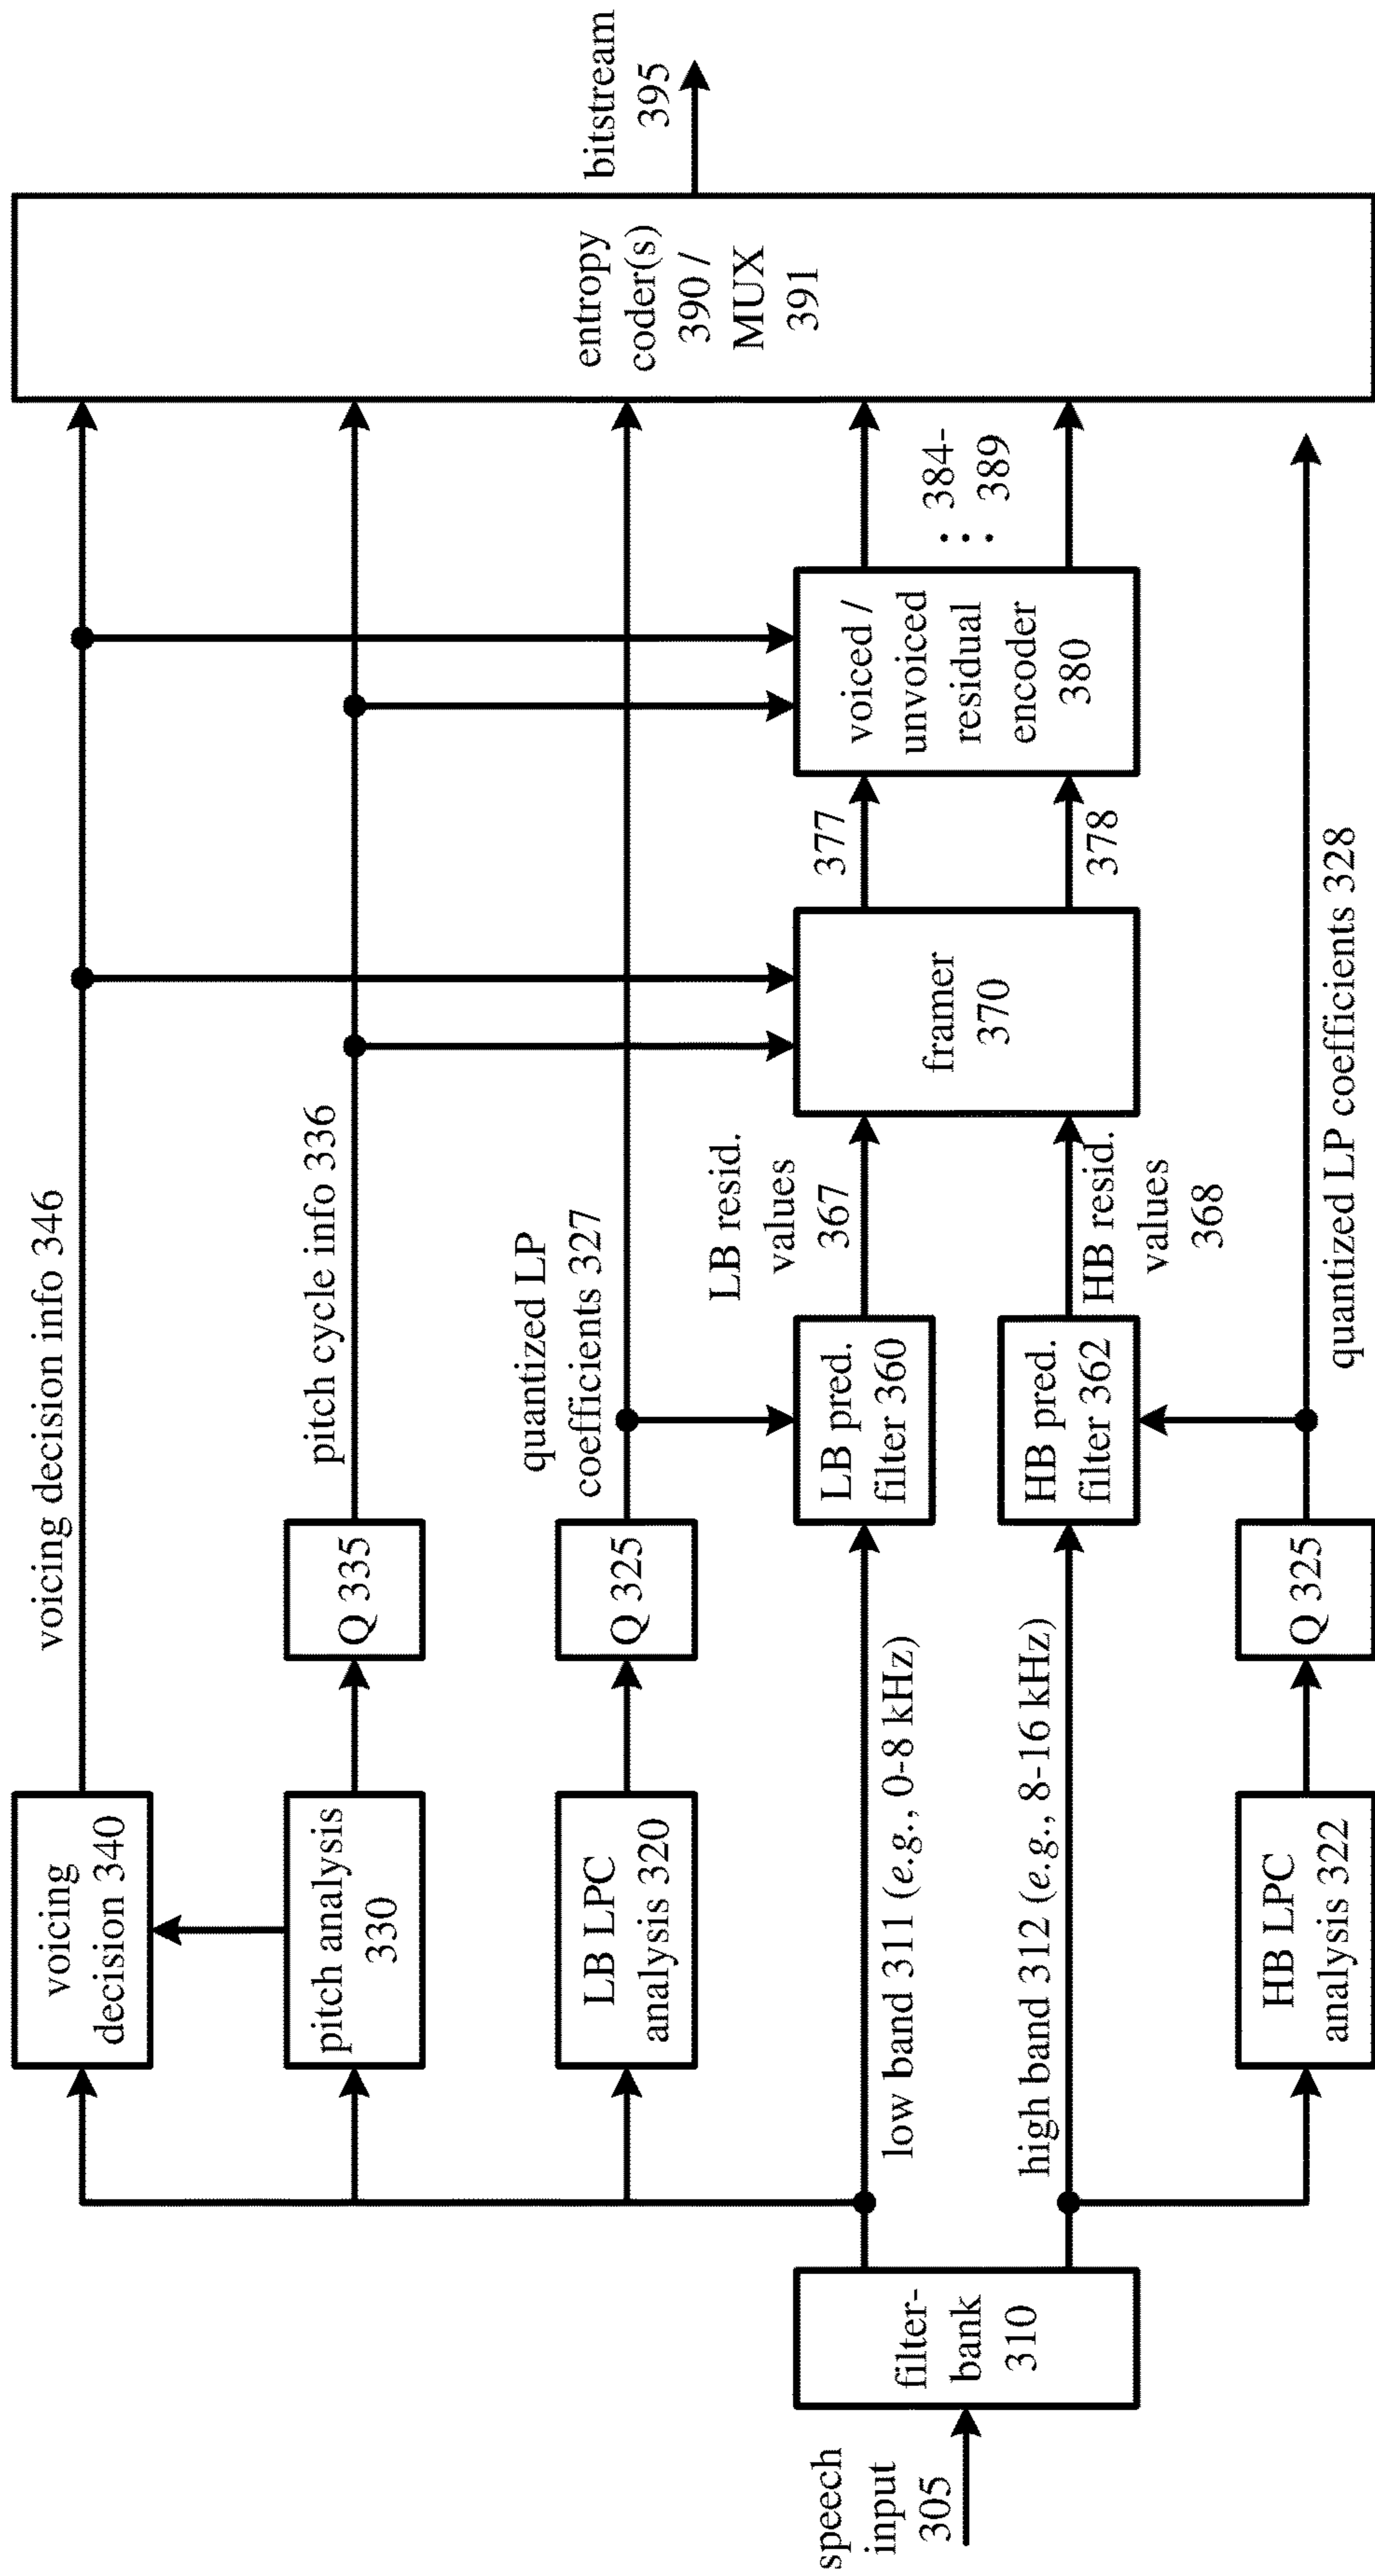 speech
input
305
filter-
bank
310
voicing
decision 340
pitch analysis
330
LB LPC
analysis 320
low band 311 (e.g., 0-8 kHz)
high band 312 (e.g., 8-16 kHz)
HB LPC
analysis 322
Q 335
Q 325
Q 325
voicing decision info 346
pitch cycle info 336
quantized LP
coefficients 327
LB pred.
filter 360
HB pred.
filter 362
LB resid.
values
367
HB resid.
values
368
quantized LP coefficients 328
framer
370
377
378
voiced /
unvoiced
residual
encoder
380
384-
... 389
entropy
coder(s)
390 /
MUX
391
bitstream
395